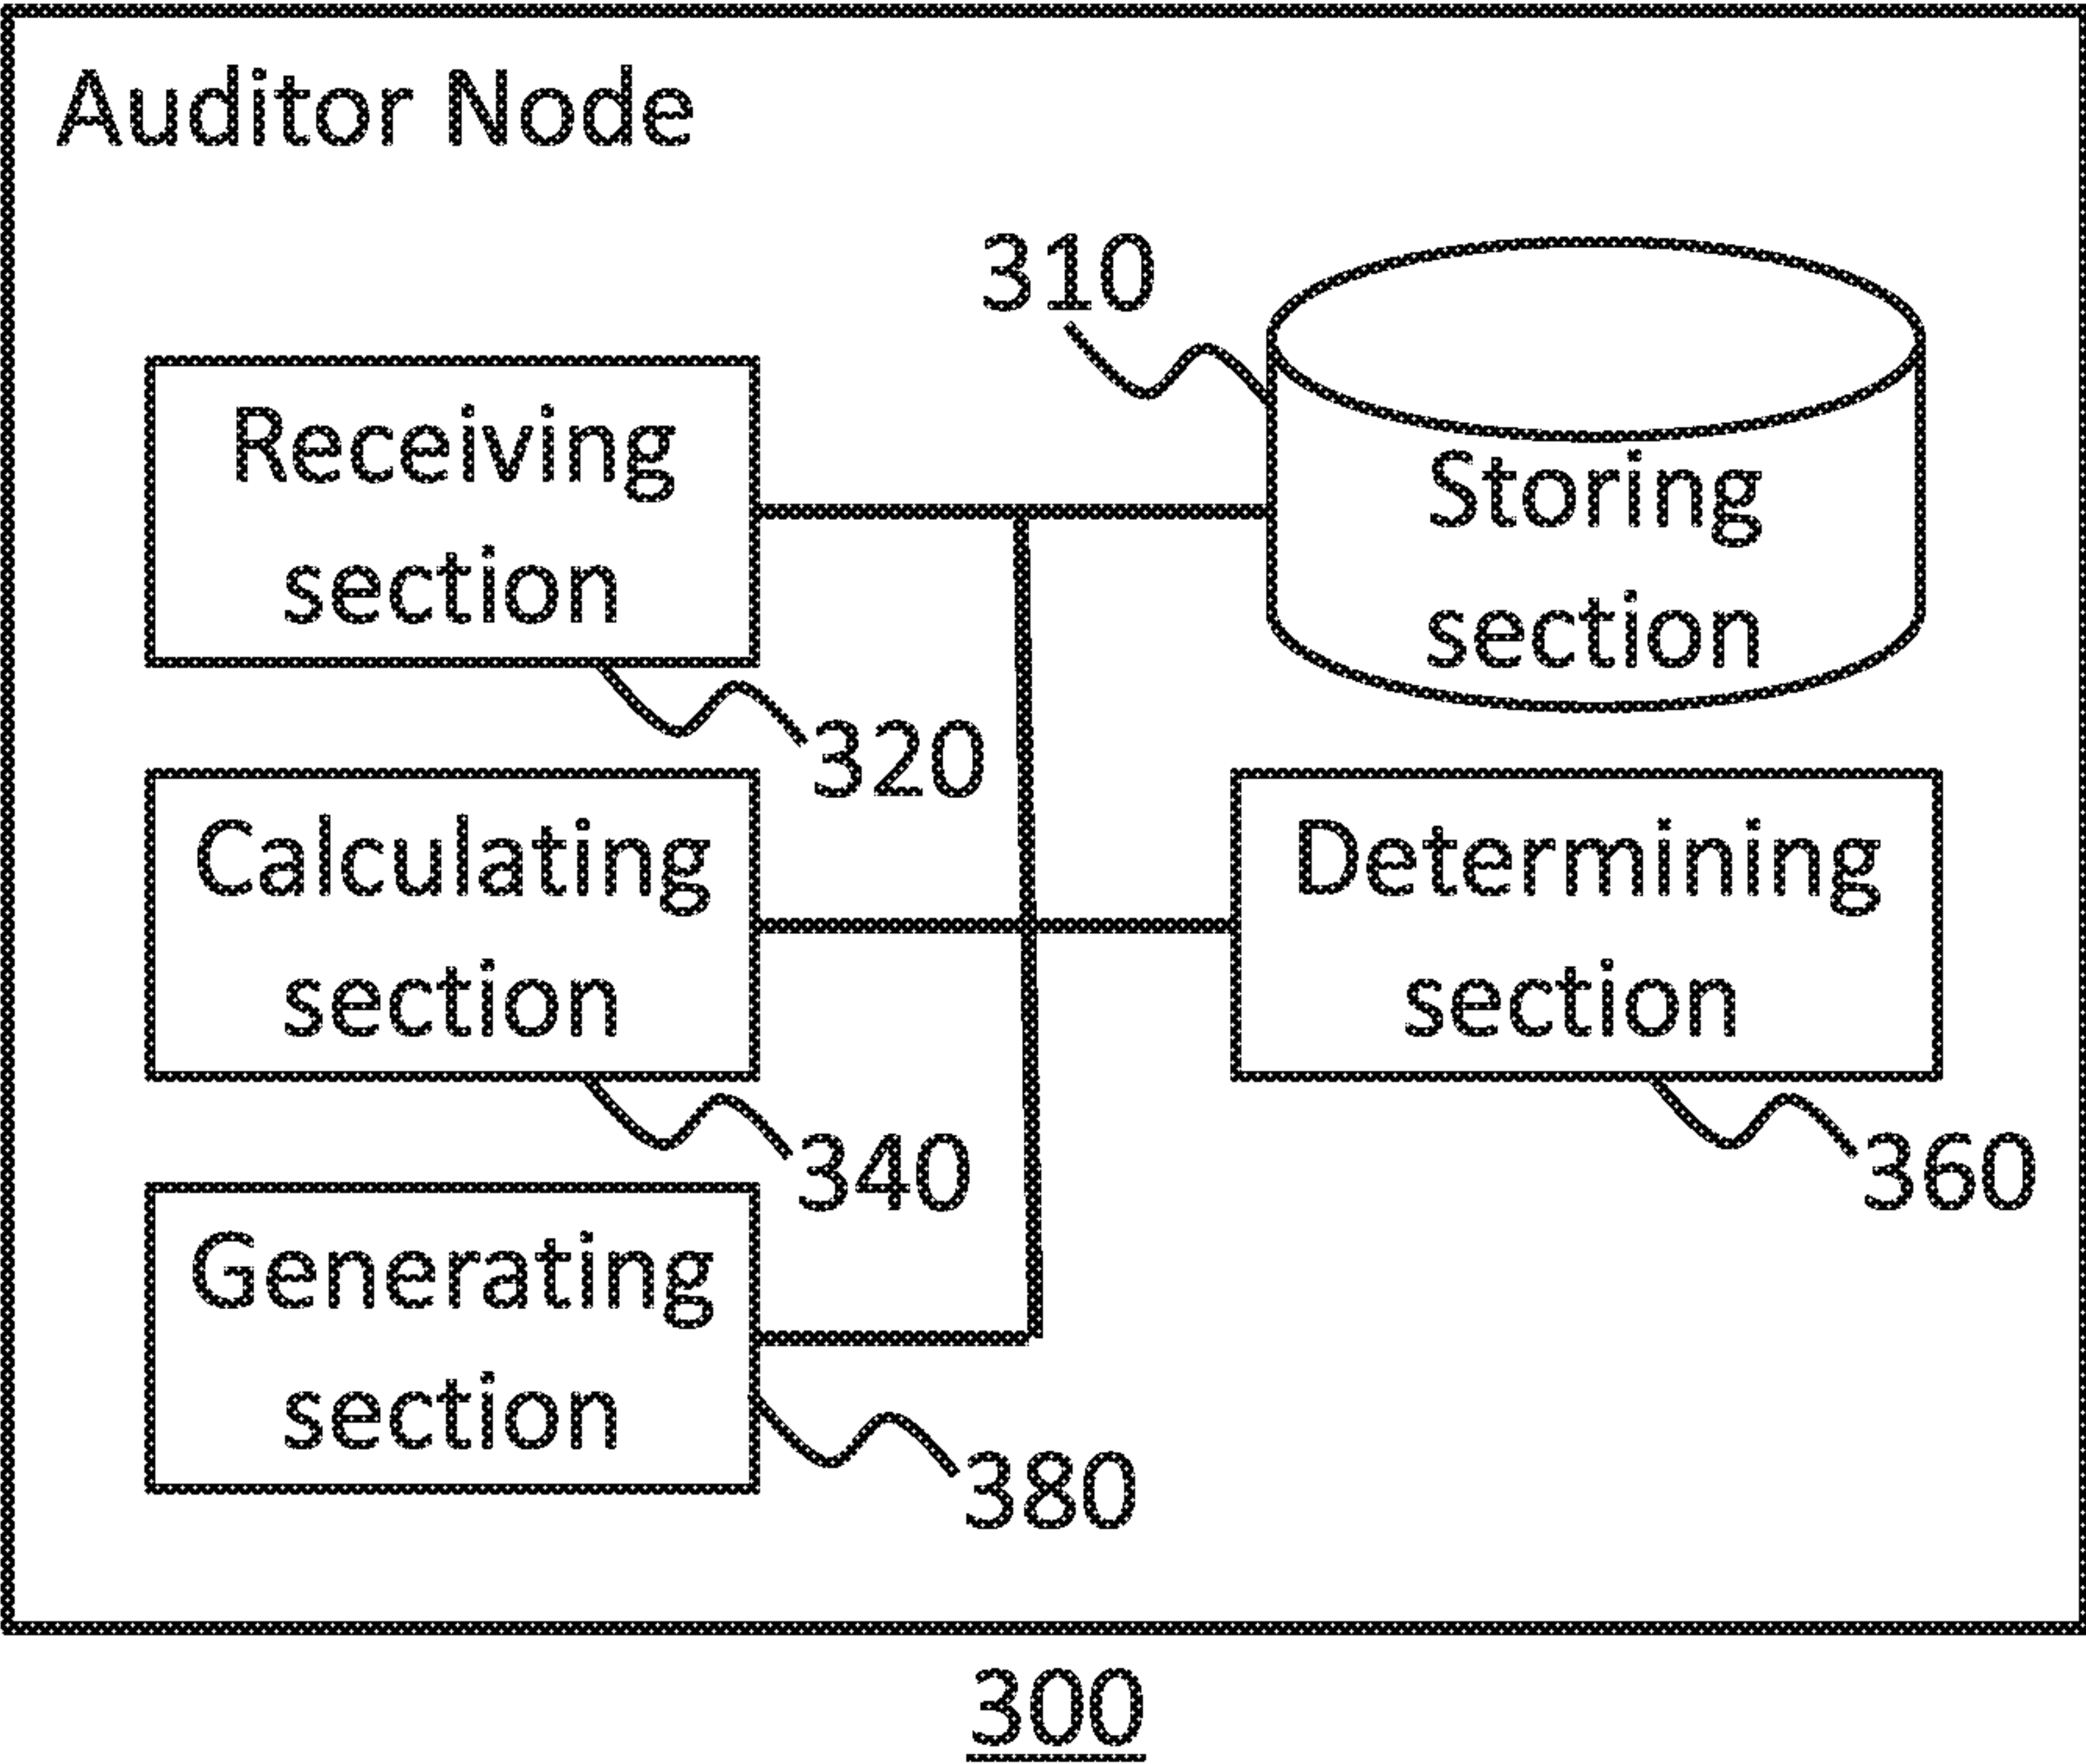 Auditor Node
310
Receiving
section
Storing
section
320
Calculating
section
Determining
section
340
360
Generating
section
380
300